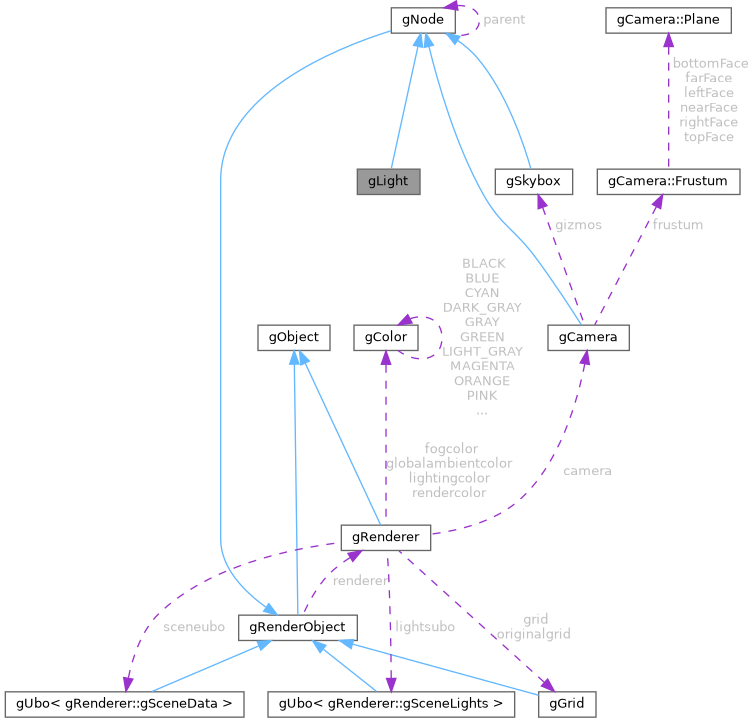 gNode
parent
gCamera::Plane
bottomFace
farFace
leftFace
nearFace
rightFace
topFace
gLight
gSkybox
gCamera::Frustum
gizmos
frustum
BLACK
BLUE
CYAN
DARK_GRAY
GRAY
GREEN
LIGHT_GRAY
MAGENTA
ORANGE
PINK
...
gObject
gColor
gCamera
fogcolor
globalambientcolor
lightingcolor
rendercolor
camera
gRenderer
renderer
grid
originalgrid
sceneubo
gRenderObject
lightsubo
gUbo< gRenderer::gSceneData >
gUbo< gRenderer::gSceneLights >
gGrid